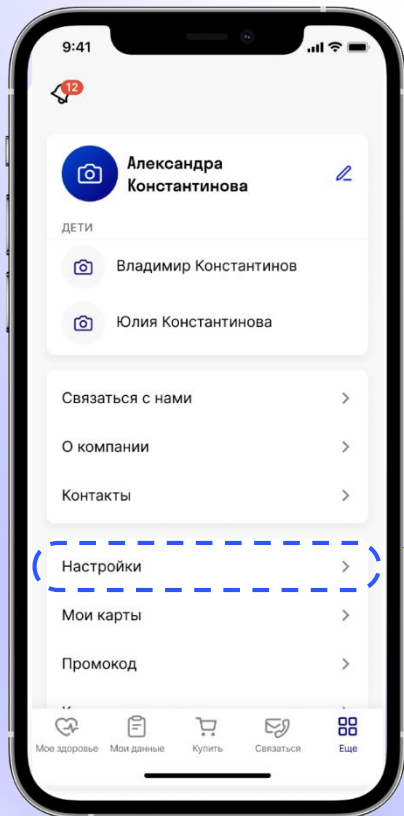 9:41
12
Александра
Константинова
ДЕТИ
Владимир Константинов
Юлия Константинова
Связаться с нами
О компании
Контакты
Настройки
Мои карты
Промокод
Мое здоровье Мои данные Купить Связаться Еще